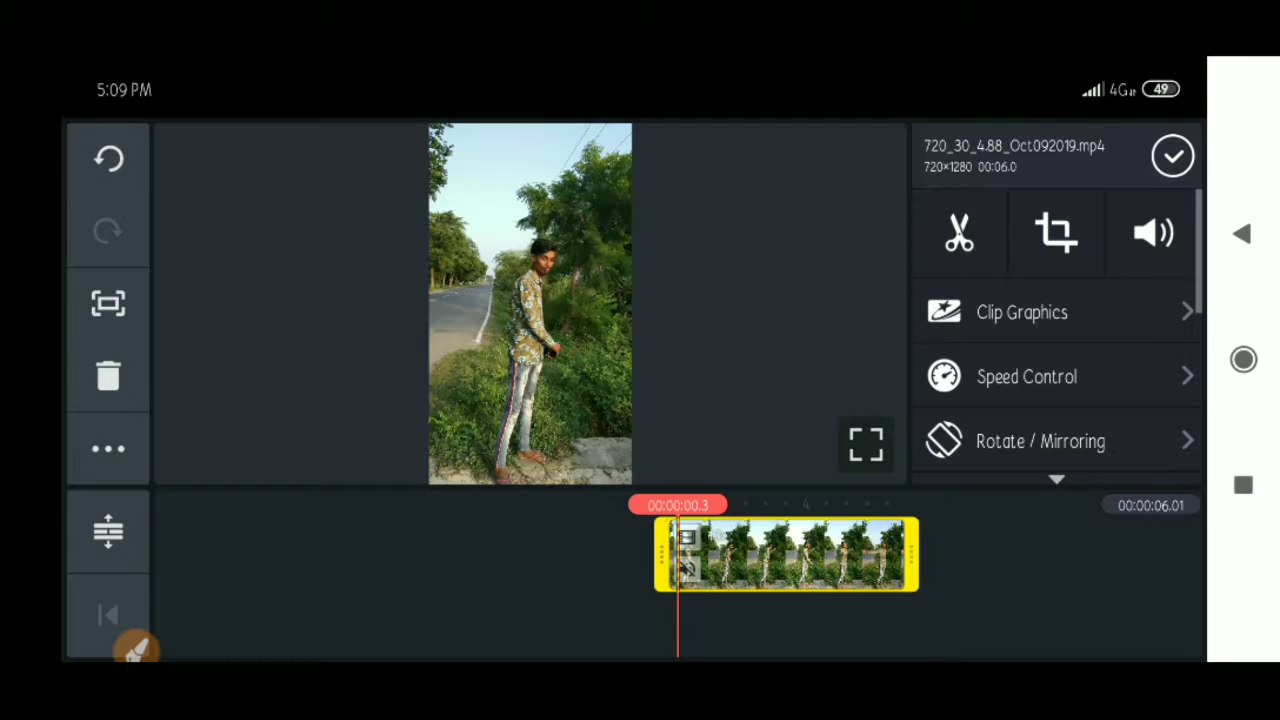 5:09 PM
4G 49
720_30_4.88_Oct092019.mp4
720×1280 00:06.0
Clip Graphics
Speed Control
Rotate / Mirroring
00:00:00.3
4
00:00:06.01